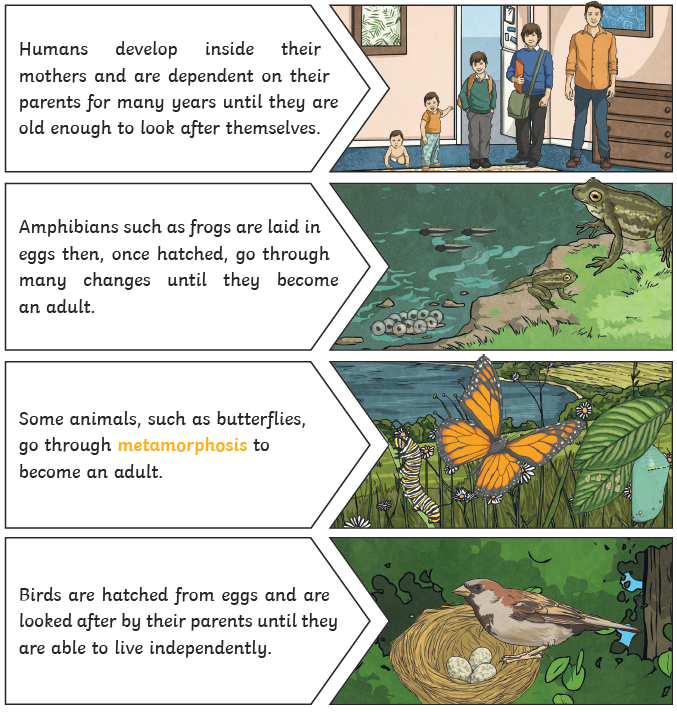 Humans develop inside their
mothers and are dependent on their
parents for many years until they are
old enough to look after themselves.
Amphibians such as frogs are laid in
eggs then, once hatched, go through
many changes until they become
an adult.
Some animals, such as butterflies,
go through metamorphosis to
become an adult.
Birds are hatched from eggs and are
looked after by their parents until they
are able to live independently.